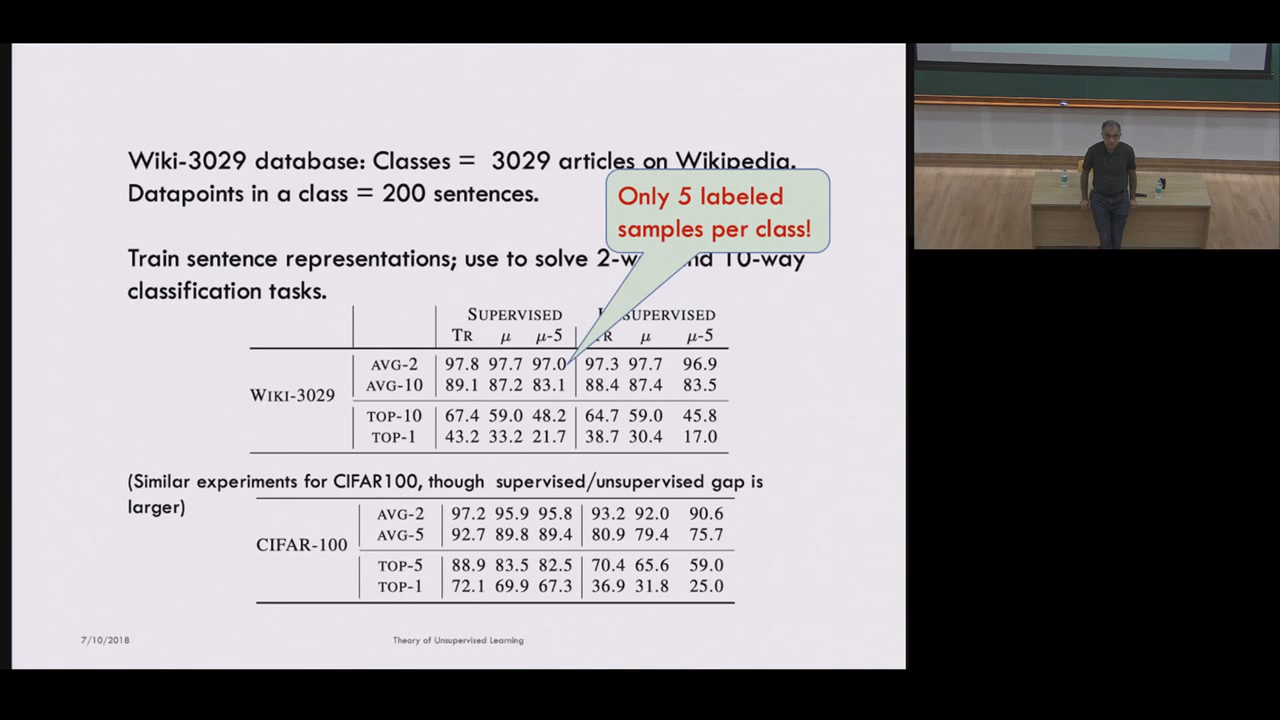 Wiki-3029 database: Classes = 3029 articles on Wikipedia.
Datapoints in a class = 200 sentences.
Only 5 labeled
samples per class!
Train sentence representations; use to solve 2-w nd 10-way
classification tasks.
SUPERVISED SUPERVISED
TR μ μ-5 R μ μ-5
AVG-2 97.8 97.7 97.0 97.3 97.7 96.9
AVG-10 89.1 87.2 83.1 88.4 87.4 83.5
WIKI-3029
TOP-10 67.4 59.0 48.2 64.7 59.0 45.8
TOP-1 43.2 33.2 21.7 38.7 30.4 17.0
(Similar experiments for CIFAR100, though supervised/unsupervised gap is
larger)
AVG-2 97.2 95.9 95.8 93.2 92.0 90.6
AVG-5 92.7 89.8 89.4 80.9 79.4 75.7
CIFAR-100
TOP-5 88.9 83.5 82.5 70.4 65.6 59.0
TOP-1 72.1 69.9 67.3 36.9 31.8 25.0
7/10/2018 Theory of Unsupervised Learning